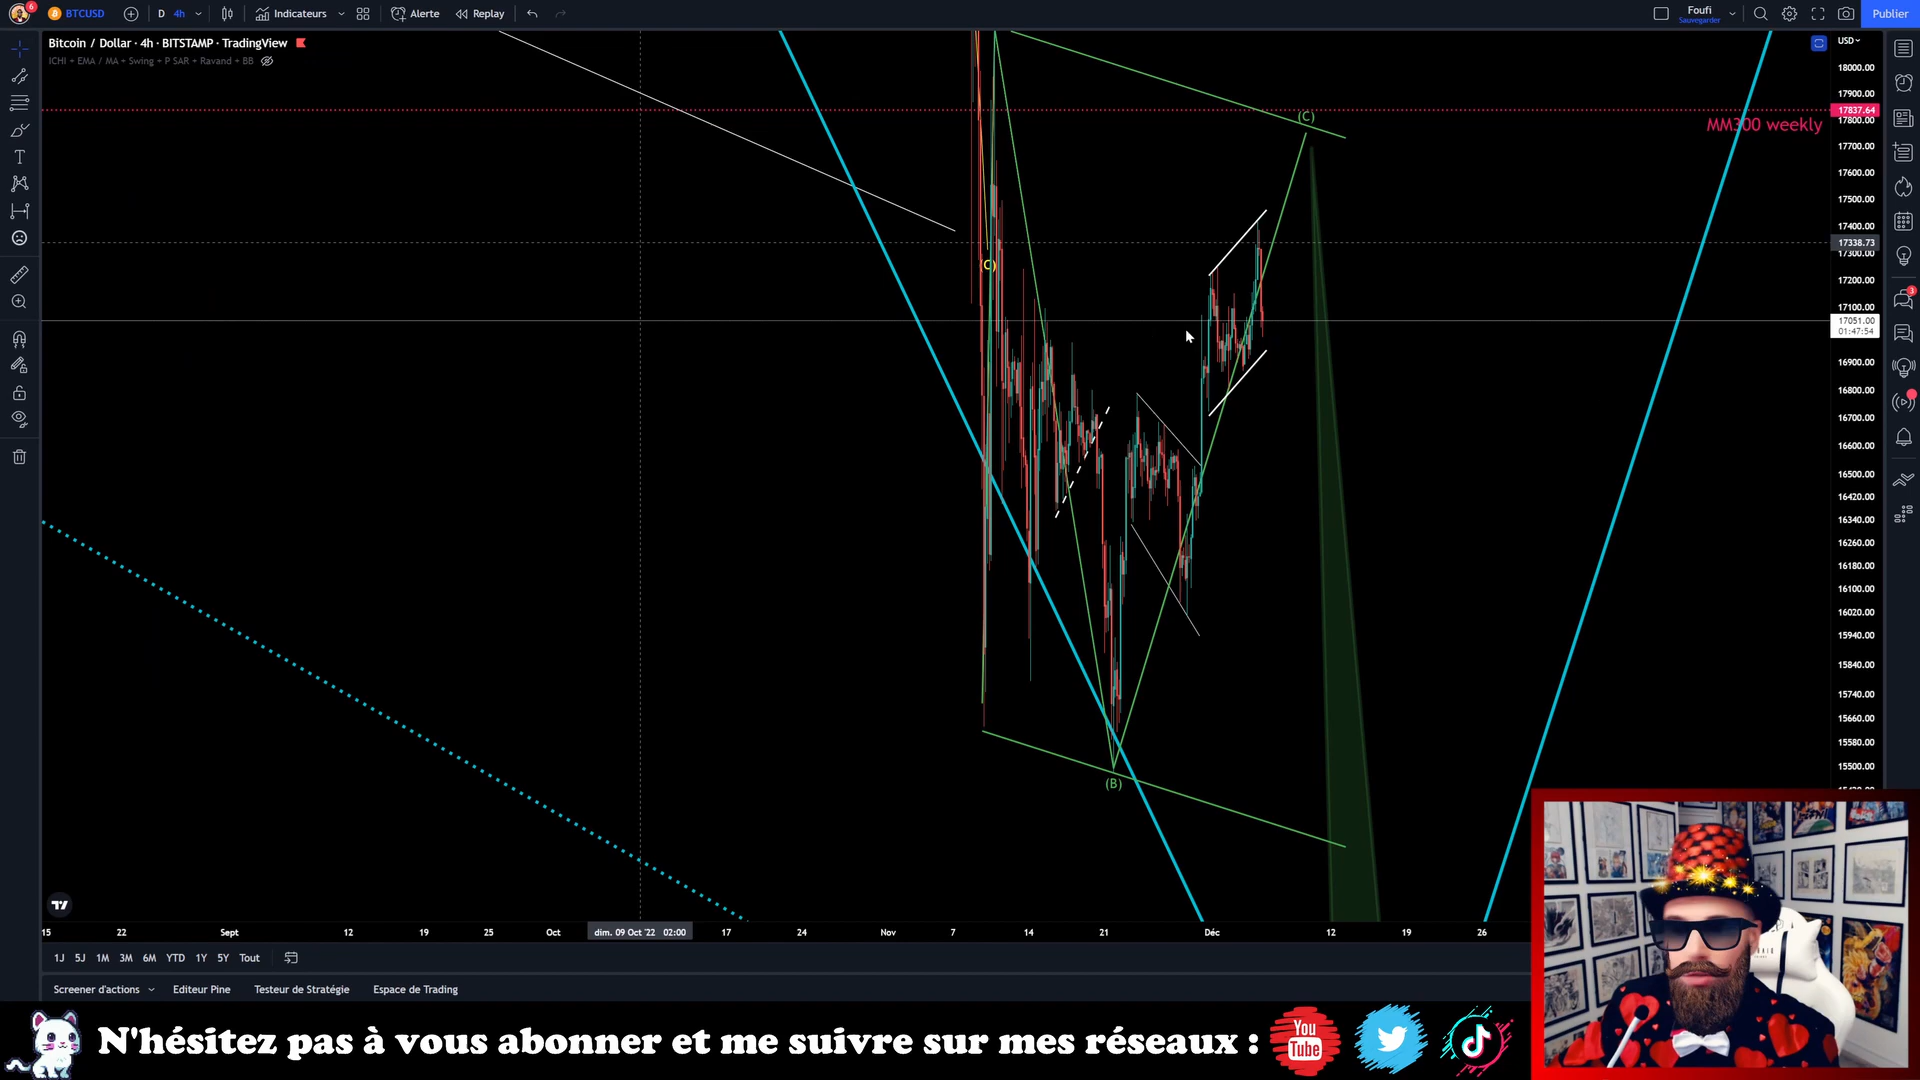 6
BTCUSD
D
4h
Indicateurs
Alerte
Replay
Foufi
Sauvegarder
Publier
Bitcoin / Dollar · 4h · BITSTAMP · TradingView
ICHI + EMA / MA + Swing + P SAR + Ravand + BB
USD
18000.00
17900.00
17837.64
17800.00
MM300 weekly
17700.00
17600.00
17500.00
17400.00
17338.73
17300.00
17200.00
17100.00
17051.00
01:47:54
16900.00
16800.00
16700.00
16600.00
16500.00
16420.00
16340.00
16260.00
16180.00
16100.00
16020.00
15940.00
15840.00
15740.00
15660.00
15580.00
15500.00
(C)
(C)
(B)
3
15
22
Sept
12
19
25
Oct
dim. 09 Oct '22 02:00
17
24
Nov
7
14
21
Déc
12
19
26
1J
5J
1M
3M
6M
YTD
1Y
5Y
Tout
Screener d'actions
Editeur Pine
Testeur de Stratégie
Espace de Trading
N'hésitez pas à vous abonner et me suivre sur mes réseaux :
You
Tube